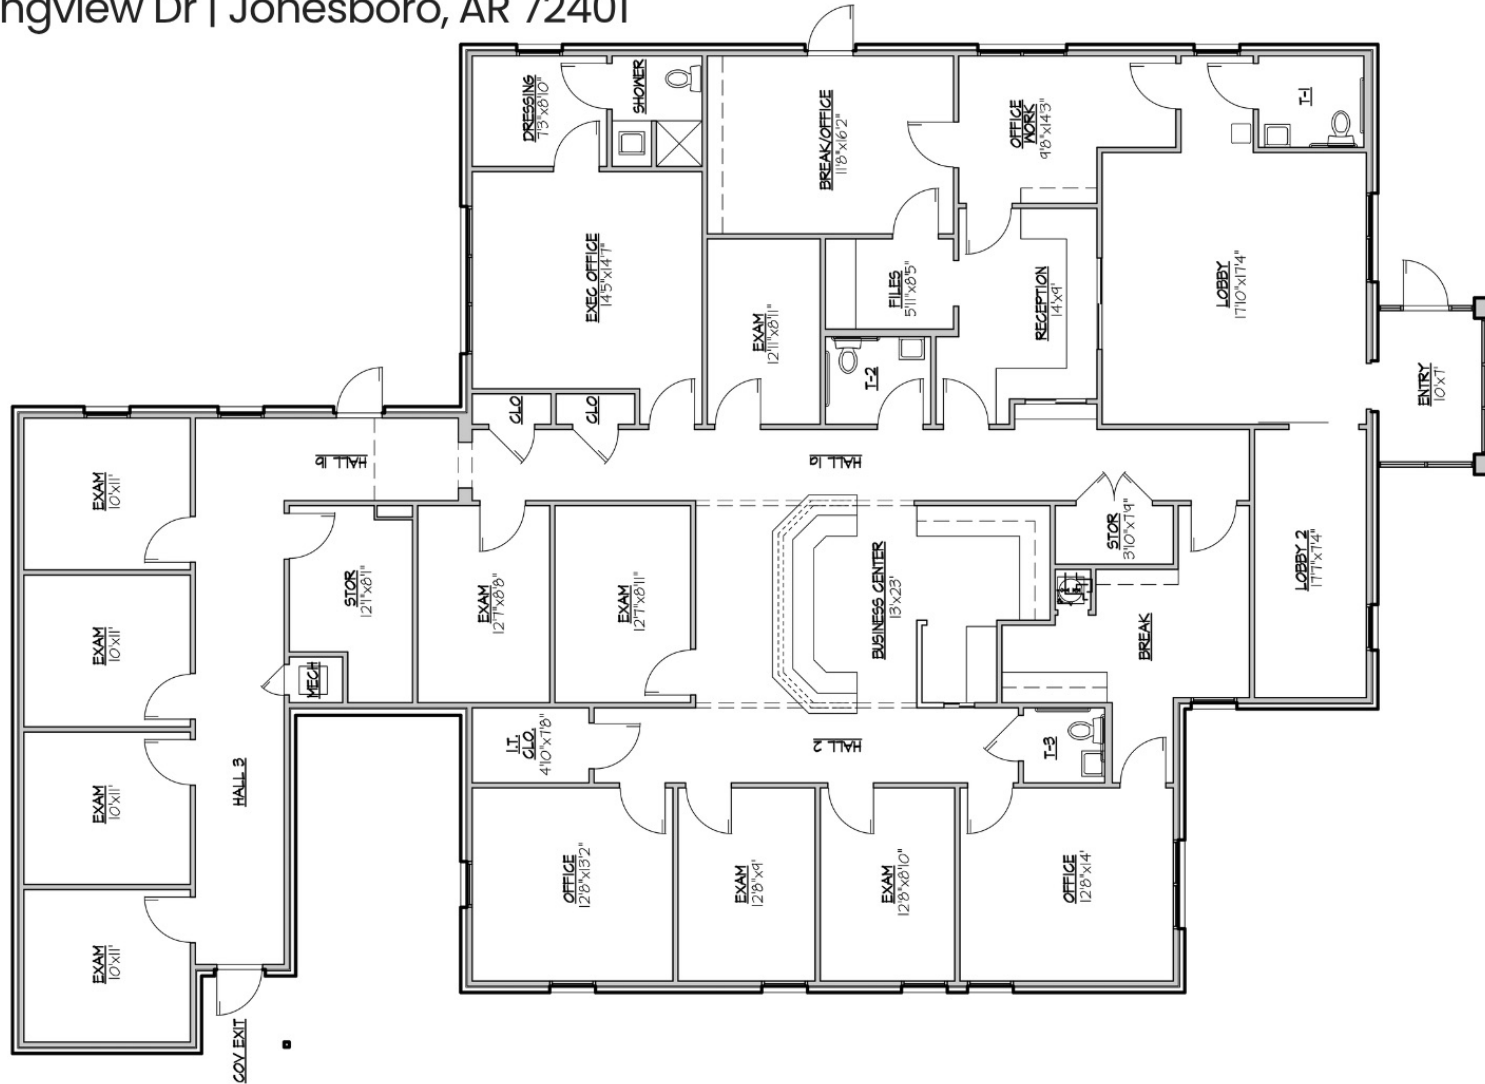 ngview Dr | Jonesboro, AR 72401
DRESSING
7'3"x8'10"
SHOWER
BREAK/OFFICE
11'8"x16'2"
OFFICE
WORK
9'8"x14'3"
T-1
EXEC OFFICE
14'5"x14'7"
EXAM
12'11"x8'11"
FILES
5'11"x8'5"
RECEPTION
14'x9'
LOBBY
17'10"x17'4"
T-2
ENTRY
10'x7'
CLO
CLO
EXAM
10'x11'
HALL 1b
HALL 1a
STOR
12'1"x8'1"
EXAM
12'7"x8'8"
EXAM
12'7"x8'11"
BUSINESS CENTER
13'x23'
STOR
3'10"x7'9"
LOBBY 2
17'7"x7'4"
EXAM
10'x11'
MECH
BREAK
I.T.
CLO.
4'10"x7'8"
HALL 2
T-3
EXAM
10'x11'
HALL 3
OFFICE
12'8"x13'2"
EXAM
12'8"x9'
EXAM
12'8"x8'10"
OFFICE
12'8"x14'
EXAM
10'x11'
COV EXIT